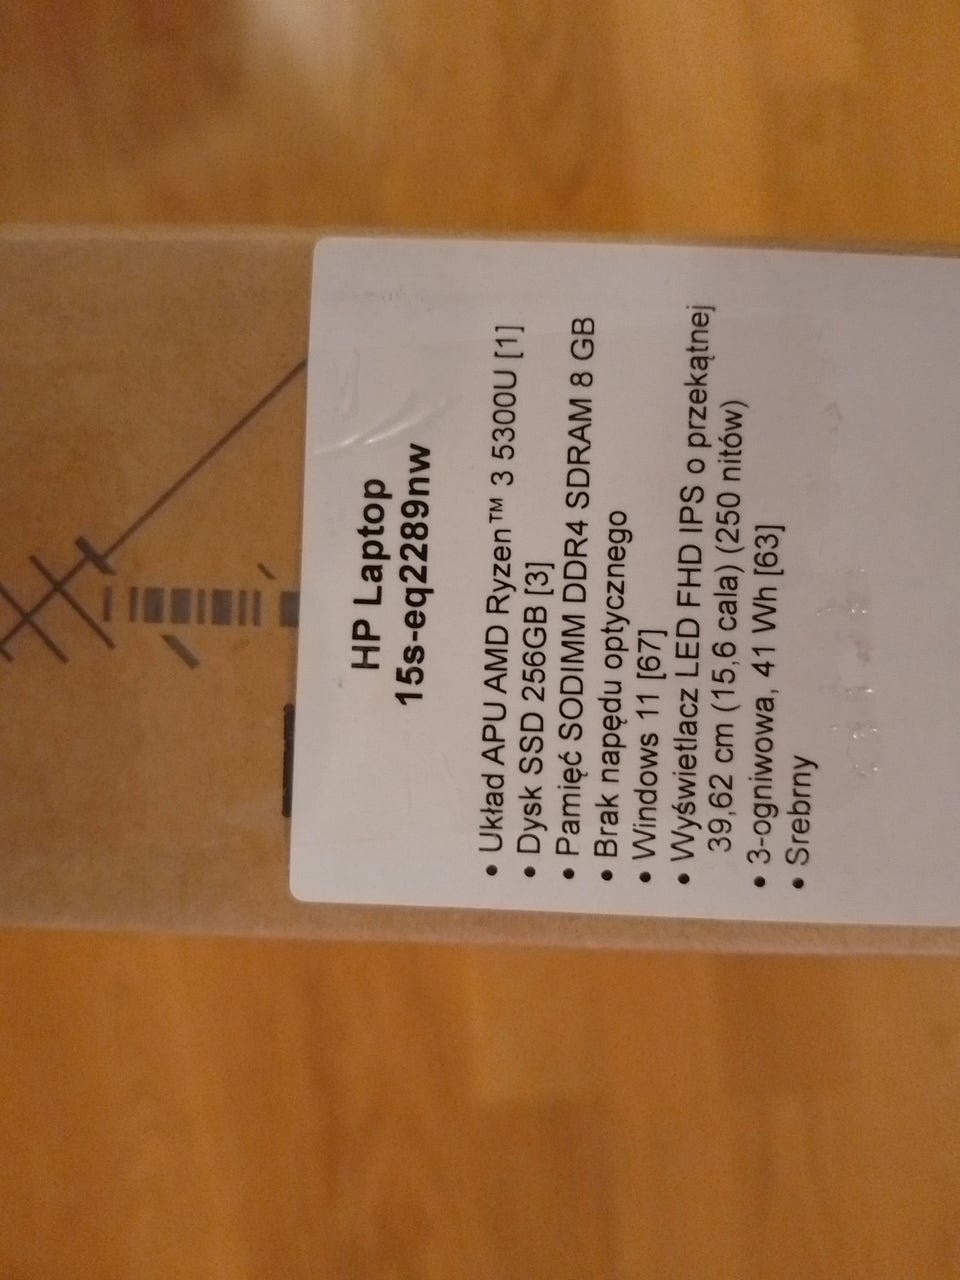 HP Laptop
15s-eq2289nw
• Układ APU AMD Ryzen™ 3 5300U [1]
• Dysk SSD 256GB [3]
• Pamięć SODIMM DDR4 SDRAM 8 GB
• Brak napędu optycznego
• Windows 11 [67]
• Wyświetlacz LED FHD IPS o przekątnej
39,62 cm (15,6 cala) (250 nitów)
• 3-ogniwowa, 41 Wh [63]
• Srebrny